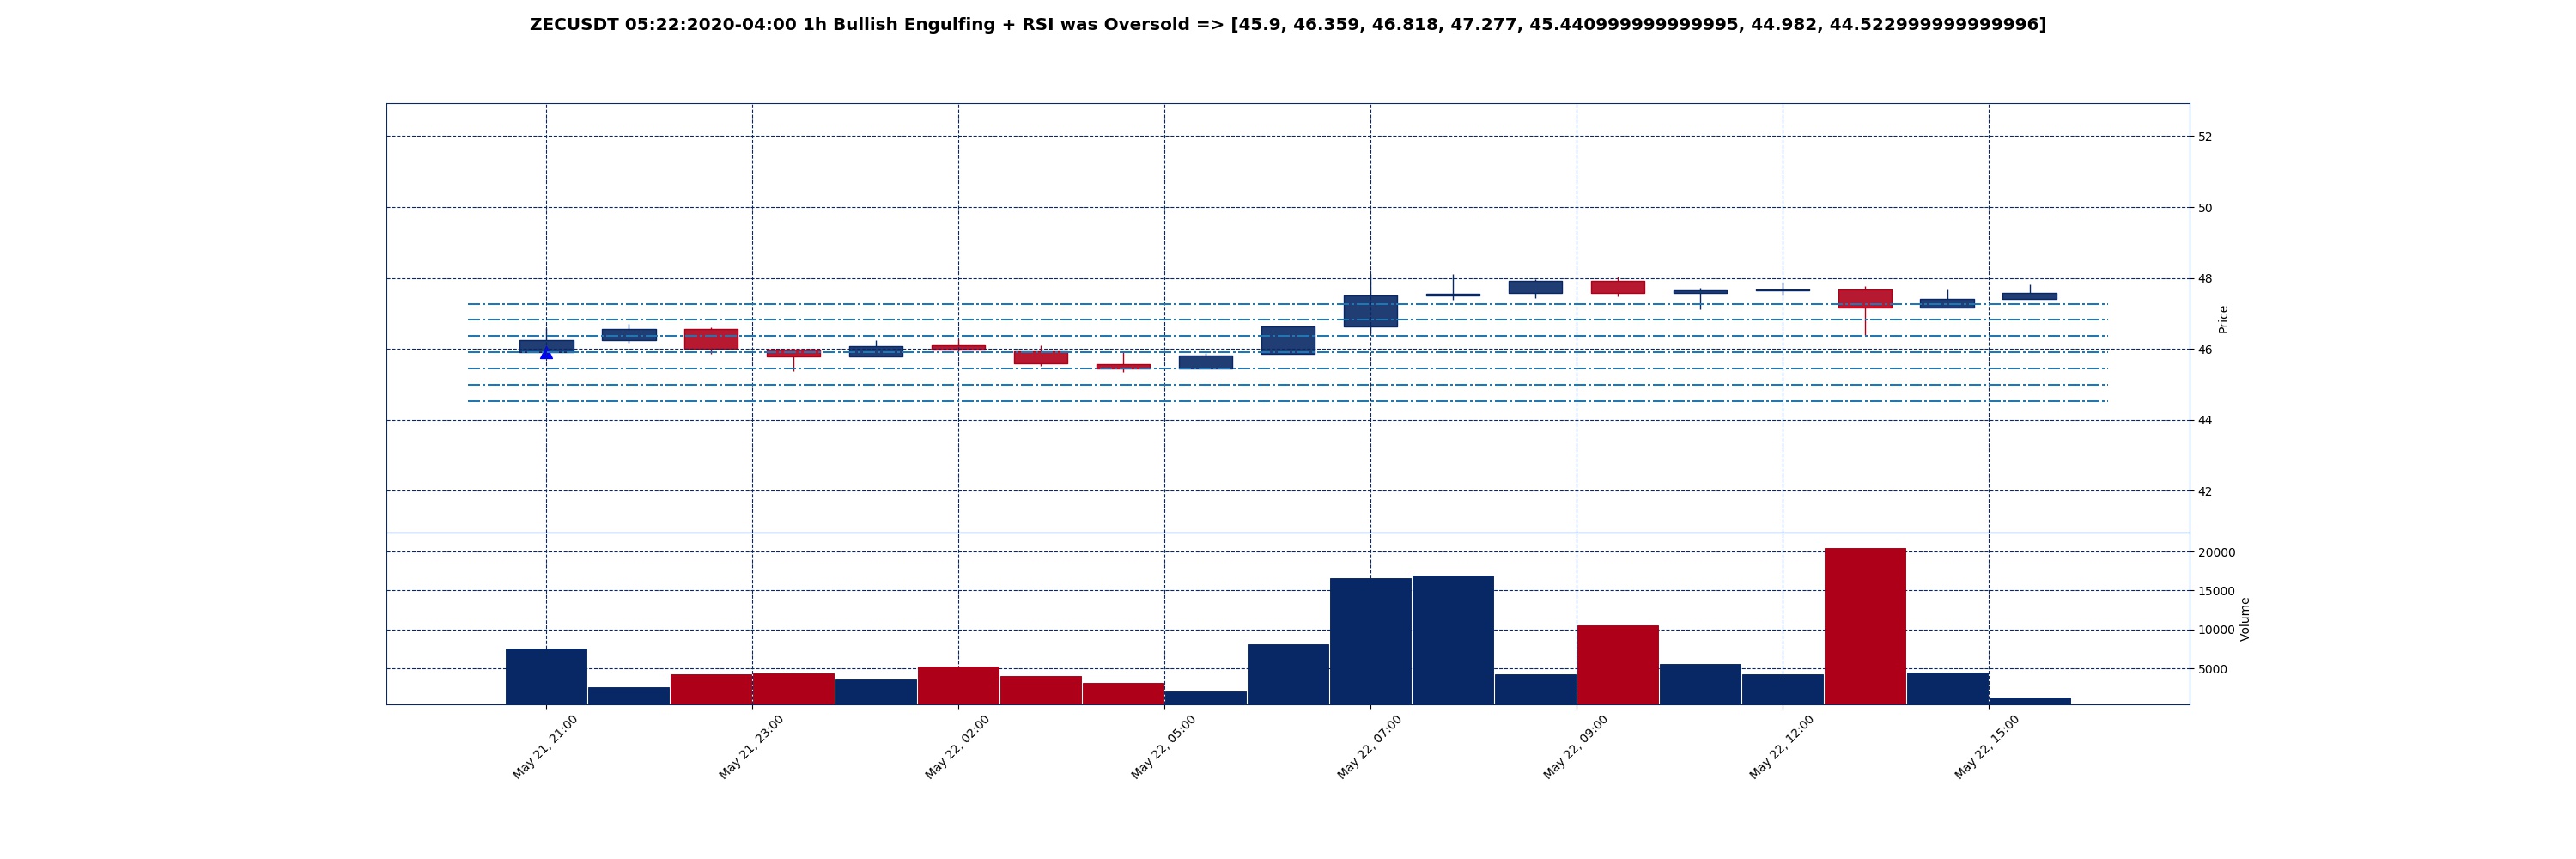 ZECUSDT 05:22:2020-04:00 1h Bullish Engulfing + RSI was Oversold => [45.9, 46.359, 46.818, 47.277, 45.440999999999995, 44.982, 44.522999999999996]
52
50
48
46
44
42
Price
20000
15000
10000
5000
Volume
May 21, 21:00
May 21, 23:00
May 22, 02:00
May 22, 05:00
May 22, 07:00
May 22, 09:00
May 22, 12:00
May 22, 15:00